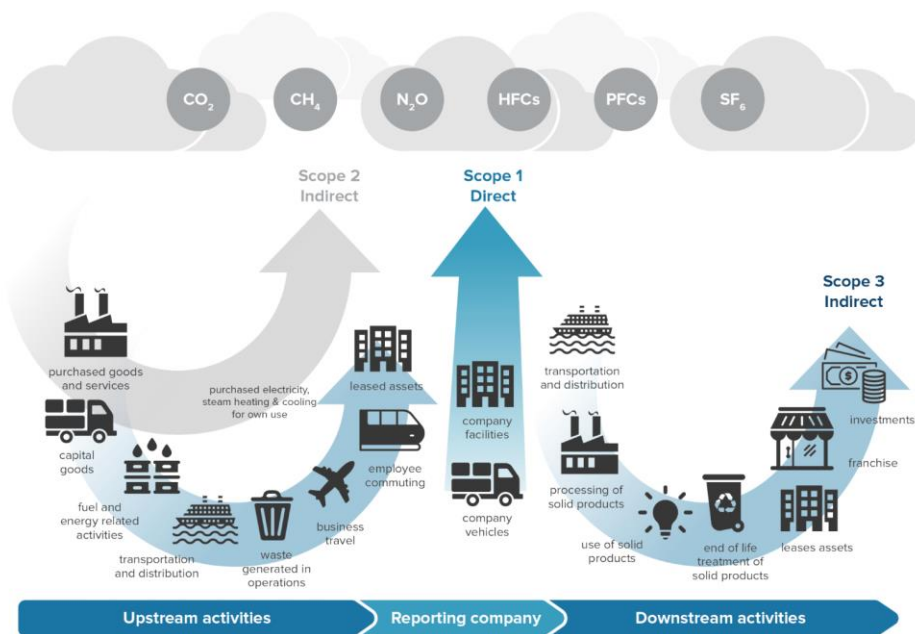 CO₂
CH₄
N₂O
HFCs
PFCs
SF₆
Scope 2
Indirect
Scope 1
Direct
Scope 3
Indirect
purchased goods
and services
capital
goods
fuel and
energy related
activities
transportation
and distribution
waste
generated in
operations
business
travel
employee
commuting
leased assets
purchased electricity,
steam heating & cooling
for own use
company
facilities
company
vehicles
transportation
and distribution
processing of
solid products
use of solid
products
end of life
treatment of
solid products
leases assets
franchise
investments
Upstream activities
Reporting company
Downstream activities